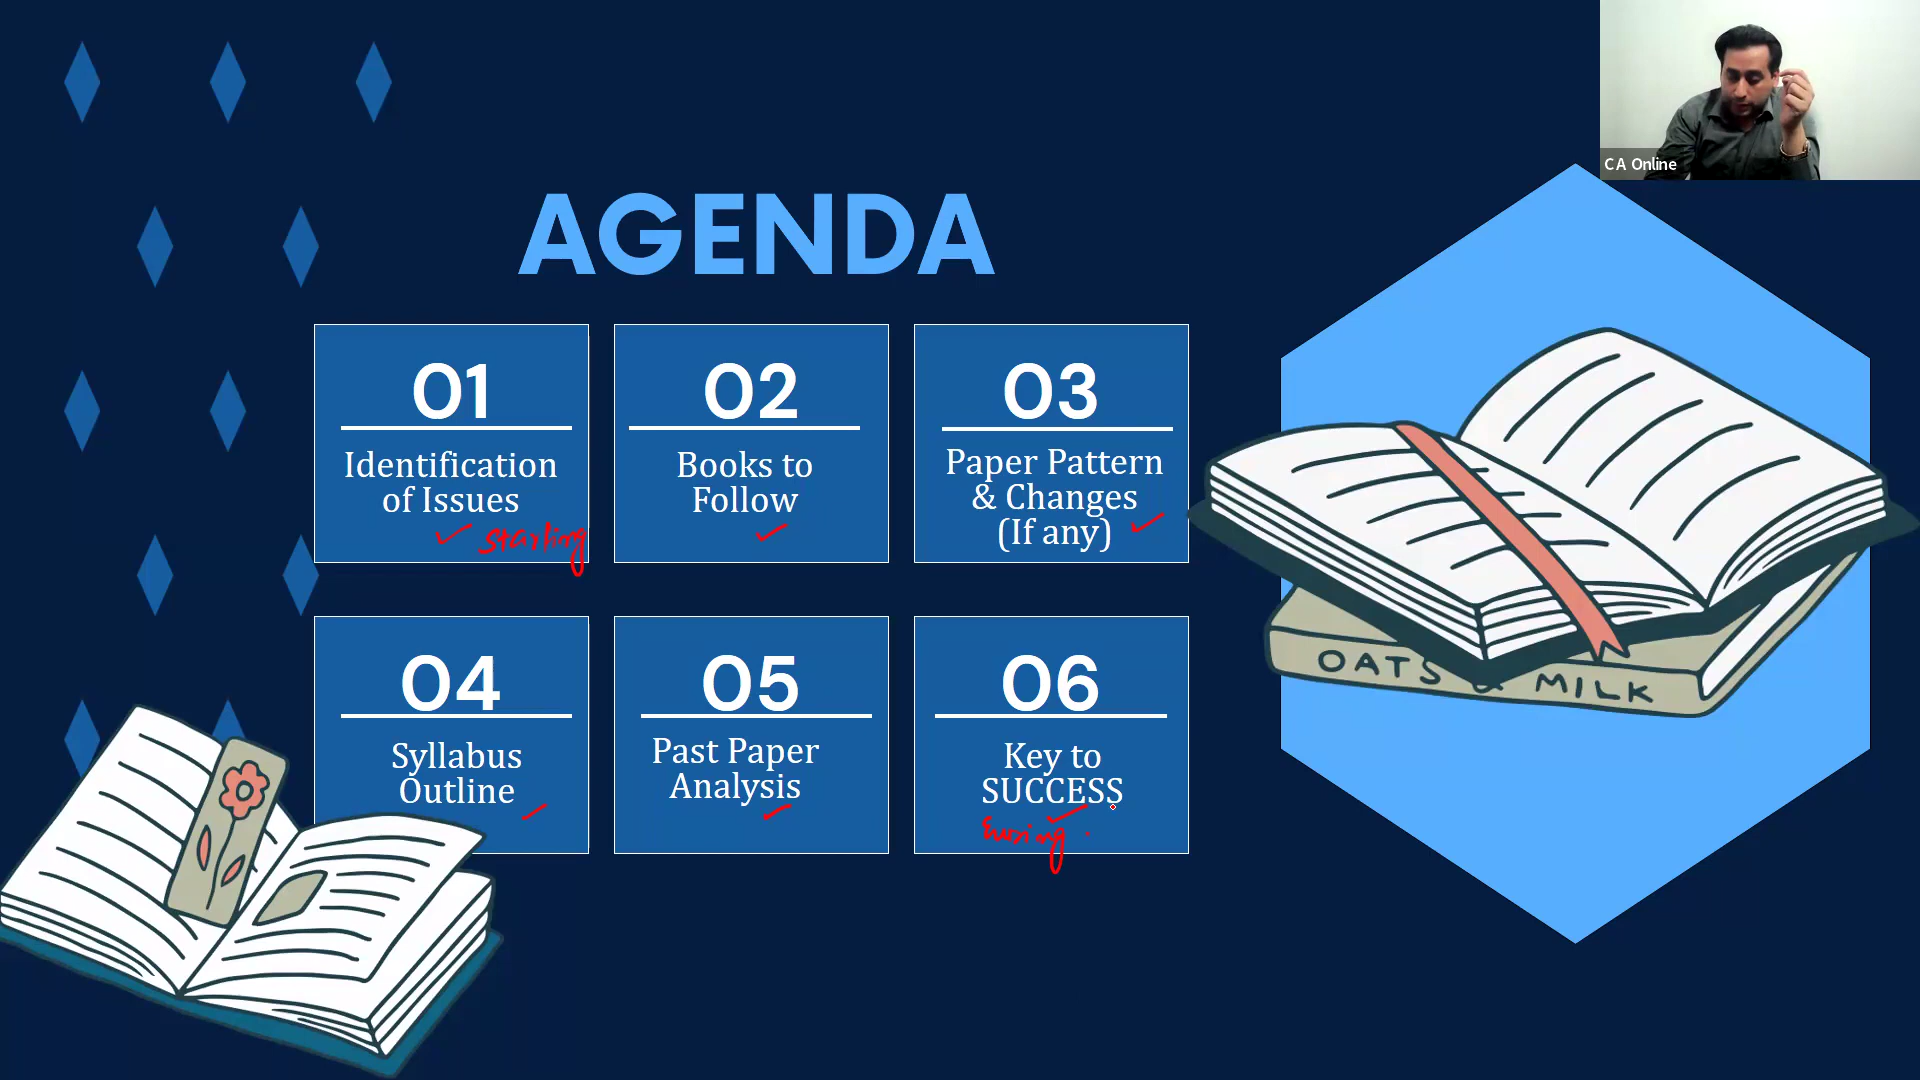 C A Online
AGENDA
01
Identification
of Issues
starting
02
Books to
Follow
03
Paper Pattern
& Changes
(If any)
04
Syllabus
Outline
05
Past Paper
Analysis
06
Key to
SUCCESS
OATS & MILK